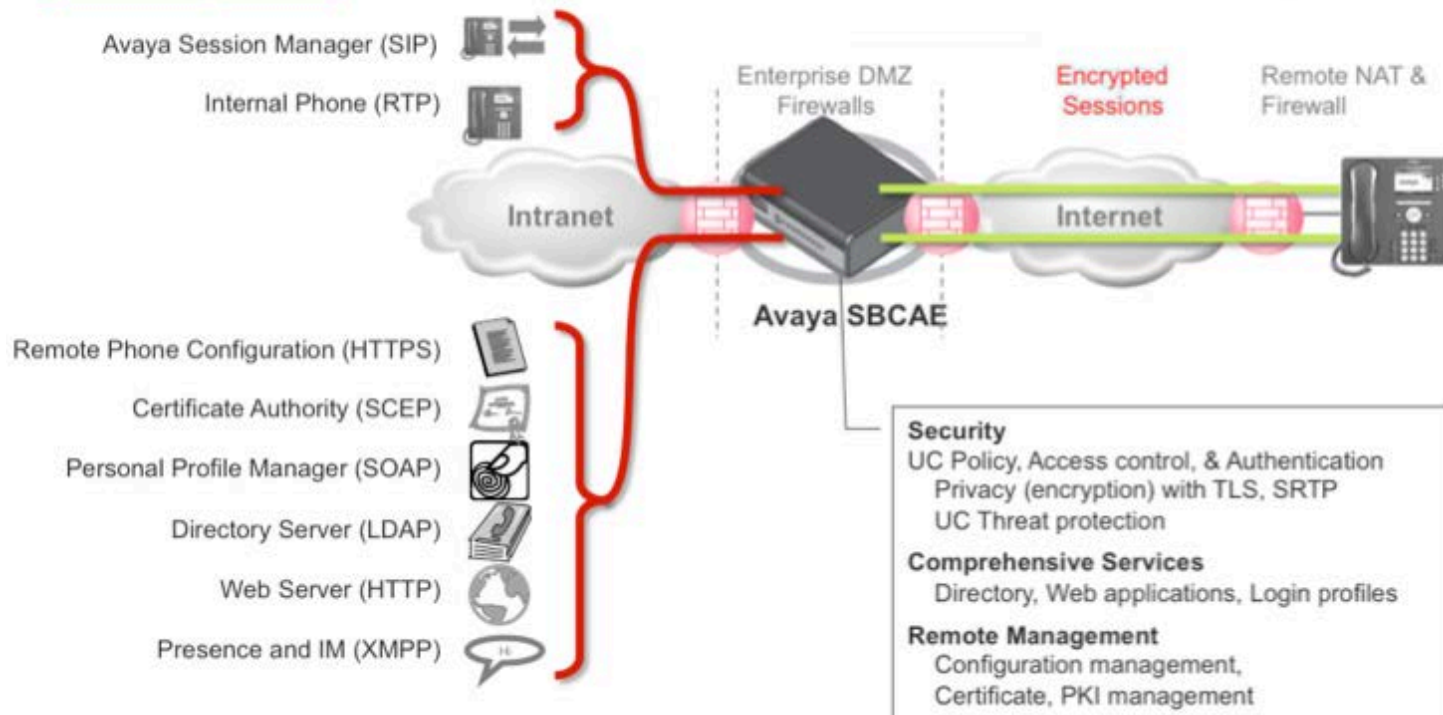 Avaya Session Manager (SIP)
Internal Phone (RTP)
Enterprise DMZ
Firewalls
Encrypted
Sessions
Remote NAT &
Firewall
Intranet
Internet
Avaya SBCAE
Remote Phone Configuration (HTTPS)
Certificate Authority (SCEP)
Personal Profile Manager (SOAP)
Directory Server (LDAP)
Web Server (HTTP)
Presence and IM (XMPP)
Hi
Security
UC Policy, Access control, & Authentication
Privacy (encryption) with TLS, SRTP
UC Threat protection
Comprehensive Services
Directory, Web applications, Login profiles
Remote Management
Configuration management,
Certificate, PKI management